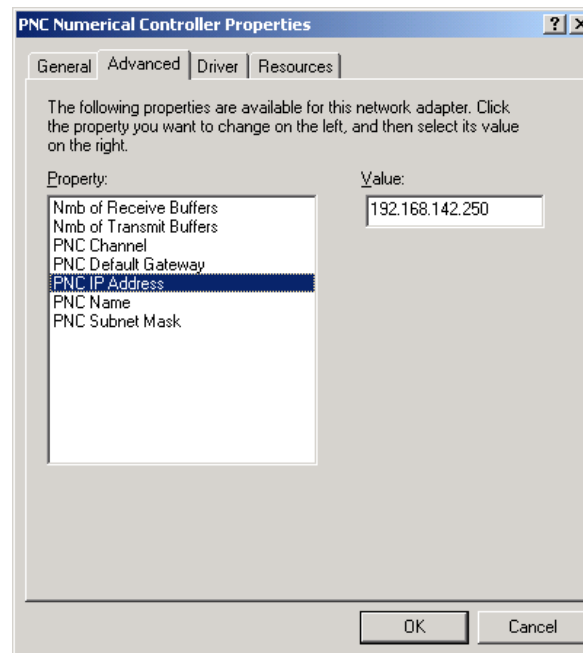 PNC Numerical Controller Properties
General Advanced Driver Resources
The following properties are available for this network adapter. Click
the property you want to change on the left, and then select its value
on the right.
Property:
Value:
Nmb of Receive Buffers
Nmb of Transmit Buffers
PNC Channel
PNC Default Gateway
PNC IP Address
PNC Name
PNC Subnet Mask
192.168.142.250
OK Cancel